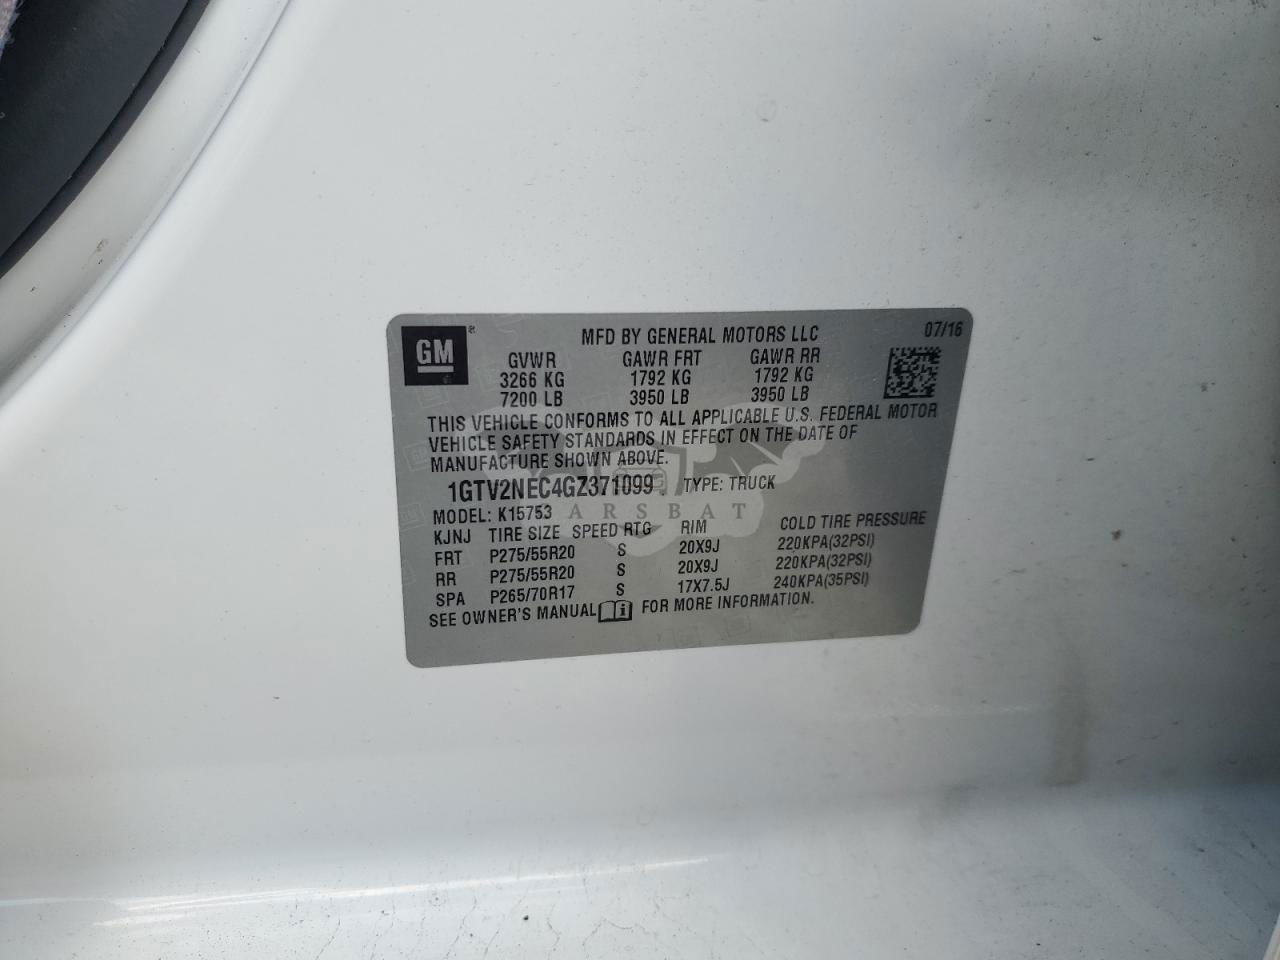 GM
MFD BY GENERAL MOTORS LLC 07/16
GVWR GAWR FRT GAWR RR
3266 KG 1792 KG 1792 KG
7200 LB 3950 LB 3950 LB
THIS VEHICLE CONFORMS TO ALL APPLICABLE U.S. FEDERAL MOTOR
VEHICLE SAFETY STANDARDS IN EFFECT ON THE DATE OF
MANUFACTURE SHOWN ABOVE.
1GTV2NEC4GZ371099 TYPE: TRUCK
MODEL: K15753
CARSBAT
KJNJ TIRE SIZE SPEED RTG RIM COLD TIRE PRESSURE
FRT P275/55R20 S 20X9J 220KPA(32PSI)
RR P275/55R20 S 20X9J 220KPA(32PSI)
SPA P265/70R17 S 17X7.5J 240KPA(35PSI)
SEE OWNER'S MANUAL FOR MORE INFORMATION.